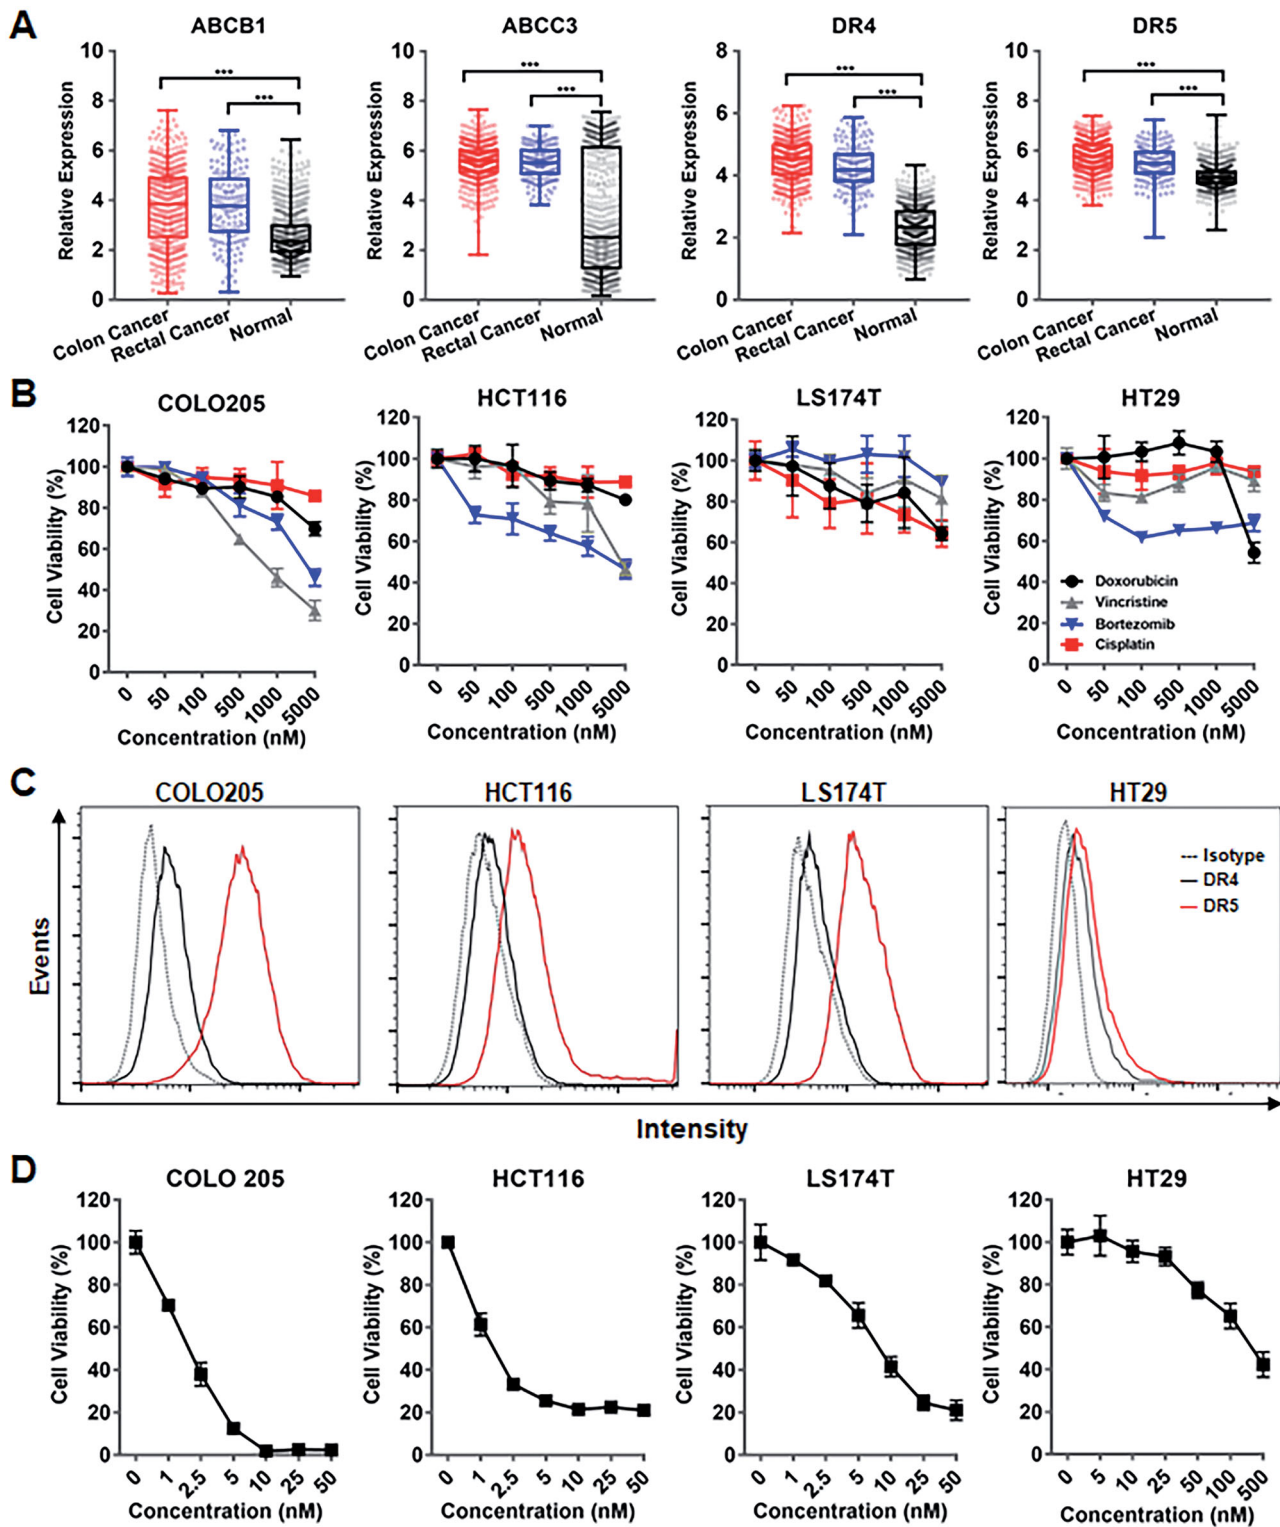 A
ABCB1
ABCC3
DR4
DR5
Relative Expression
10
8
6
4
2
0
***
***
Colon Cancer
Rectal Cancer
Normal
Relative Expression
10
8
6
4
2
0
***
***
Colon Cancer
Rectal Cancer
Normal
Relative Expression
8
6
4
2
0
***
***
Colon Cancer
Rectal Cancer
Normal
Relative Expression
10
8
6
4
2
0
***
***
Colon Cancer
Rectal Cancer
Normal
B
COLO205
HCT116
LS174T
HT29
Cell Viability (%)
120
100
80
60
40
20
0
0 50 100 500 1000 5000
Concentration (nM)
Cell Viability (%)
120
100
80
60
40
20
0
0 50 100 500 1000 5000
Concentration (nM)
Cell Viability (%)
120
100
80
60
40
20
0
0 50 100 500 1000 5000
Concentration (nM)
Cell Viability (%)
120
100
80
60
40
20
0
Doxorubicin
Vincristine
Bortezomib
Cisplatin
0 50 100 500 1000 5000
Concentration (nM)
C
COLO205
HCT116
LS174T
HT29
Events
Isotype
DR4
DR5
Intensity
D
COLO 205
HCT116
LS174T
HT29
Cell Viability (%)
120
100
80
60
40
20
0
0 1 2.5 5 10 25 50
Concentration (nM)
Cell Viability (%)
120
100
80
60
40
20
0
0 1 2.5 5 10 25 50
Concentration (nM)
Cell Viability (%)
120
100
80
60
40
20
0
0 1 2.5 5 10 25 50
Concentration (nM)
Cell Viability (%)
120
100
80
60
40
20
0
0 5 10 25 50 100 500
Concentration (nM)